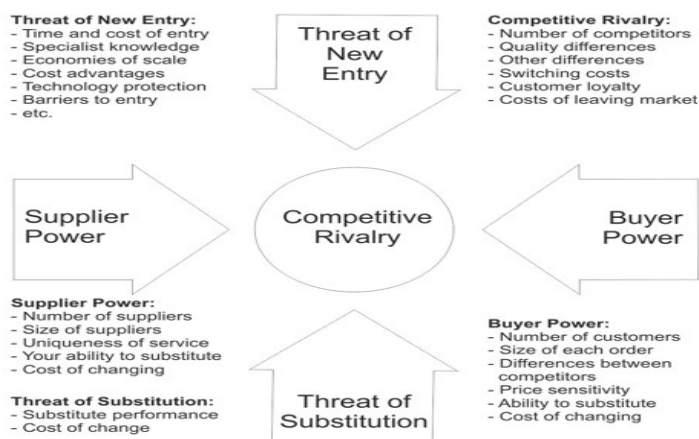 Threat of New Entry:
- Time and cost of entry
- Specialist knowledge
- Economies of scale
- Cost advantages
- Technology protection
- Barriers to entry
- etc.
Threat of
New
Entry
Competitive Rivalry:
- Number of competitors
- Quality differences
- Other differences
- Switching costs
- Customer loyalty
- Costs of leaving market
Supplier
Power
Competitive
Rivalry
Buyer
Power
Supplier Power:
- Number of suppliers
- Size of suppliers
- Uniqueness of service
- Your ability to substitute
- Cost of changing
Threat of Substitution:
- Substitute performance
- Cost of change
Threat of
Substitution
Buyer Power:
- Number of customers
- Size of each order
- Differences between
competitors
- Price sensitivity
- Ability to substitute
- Cost of changing